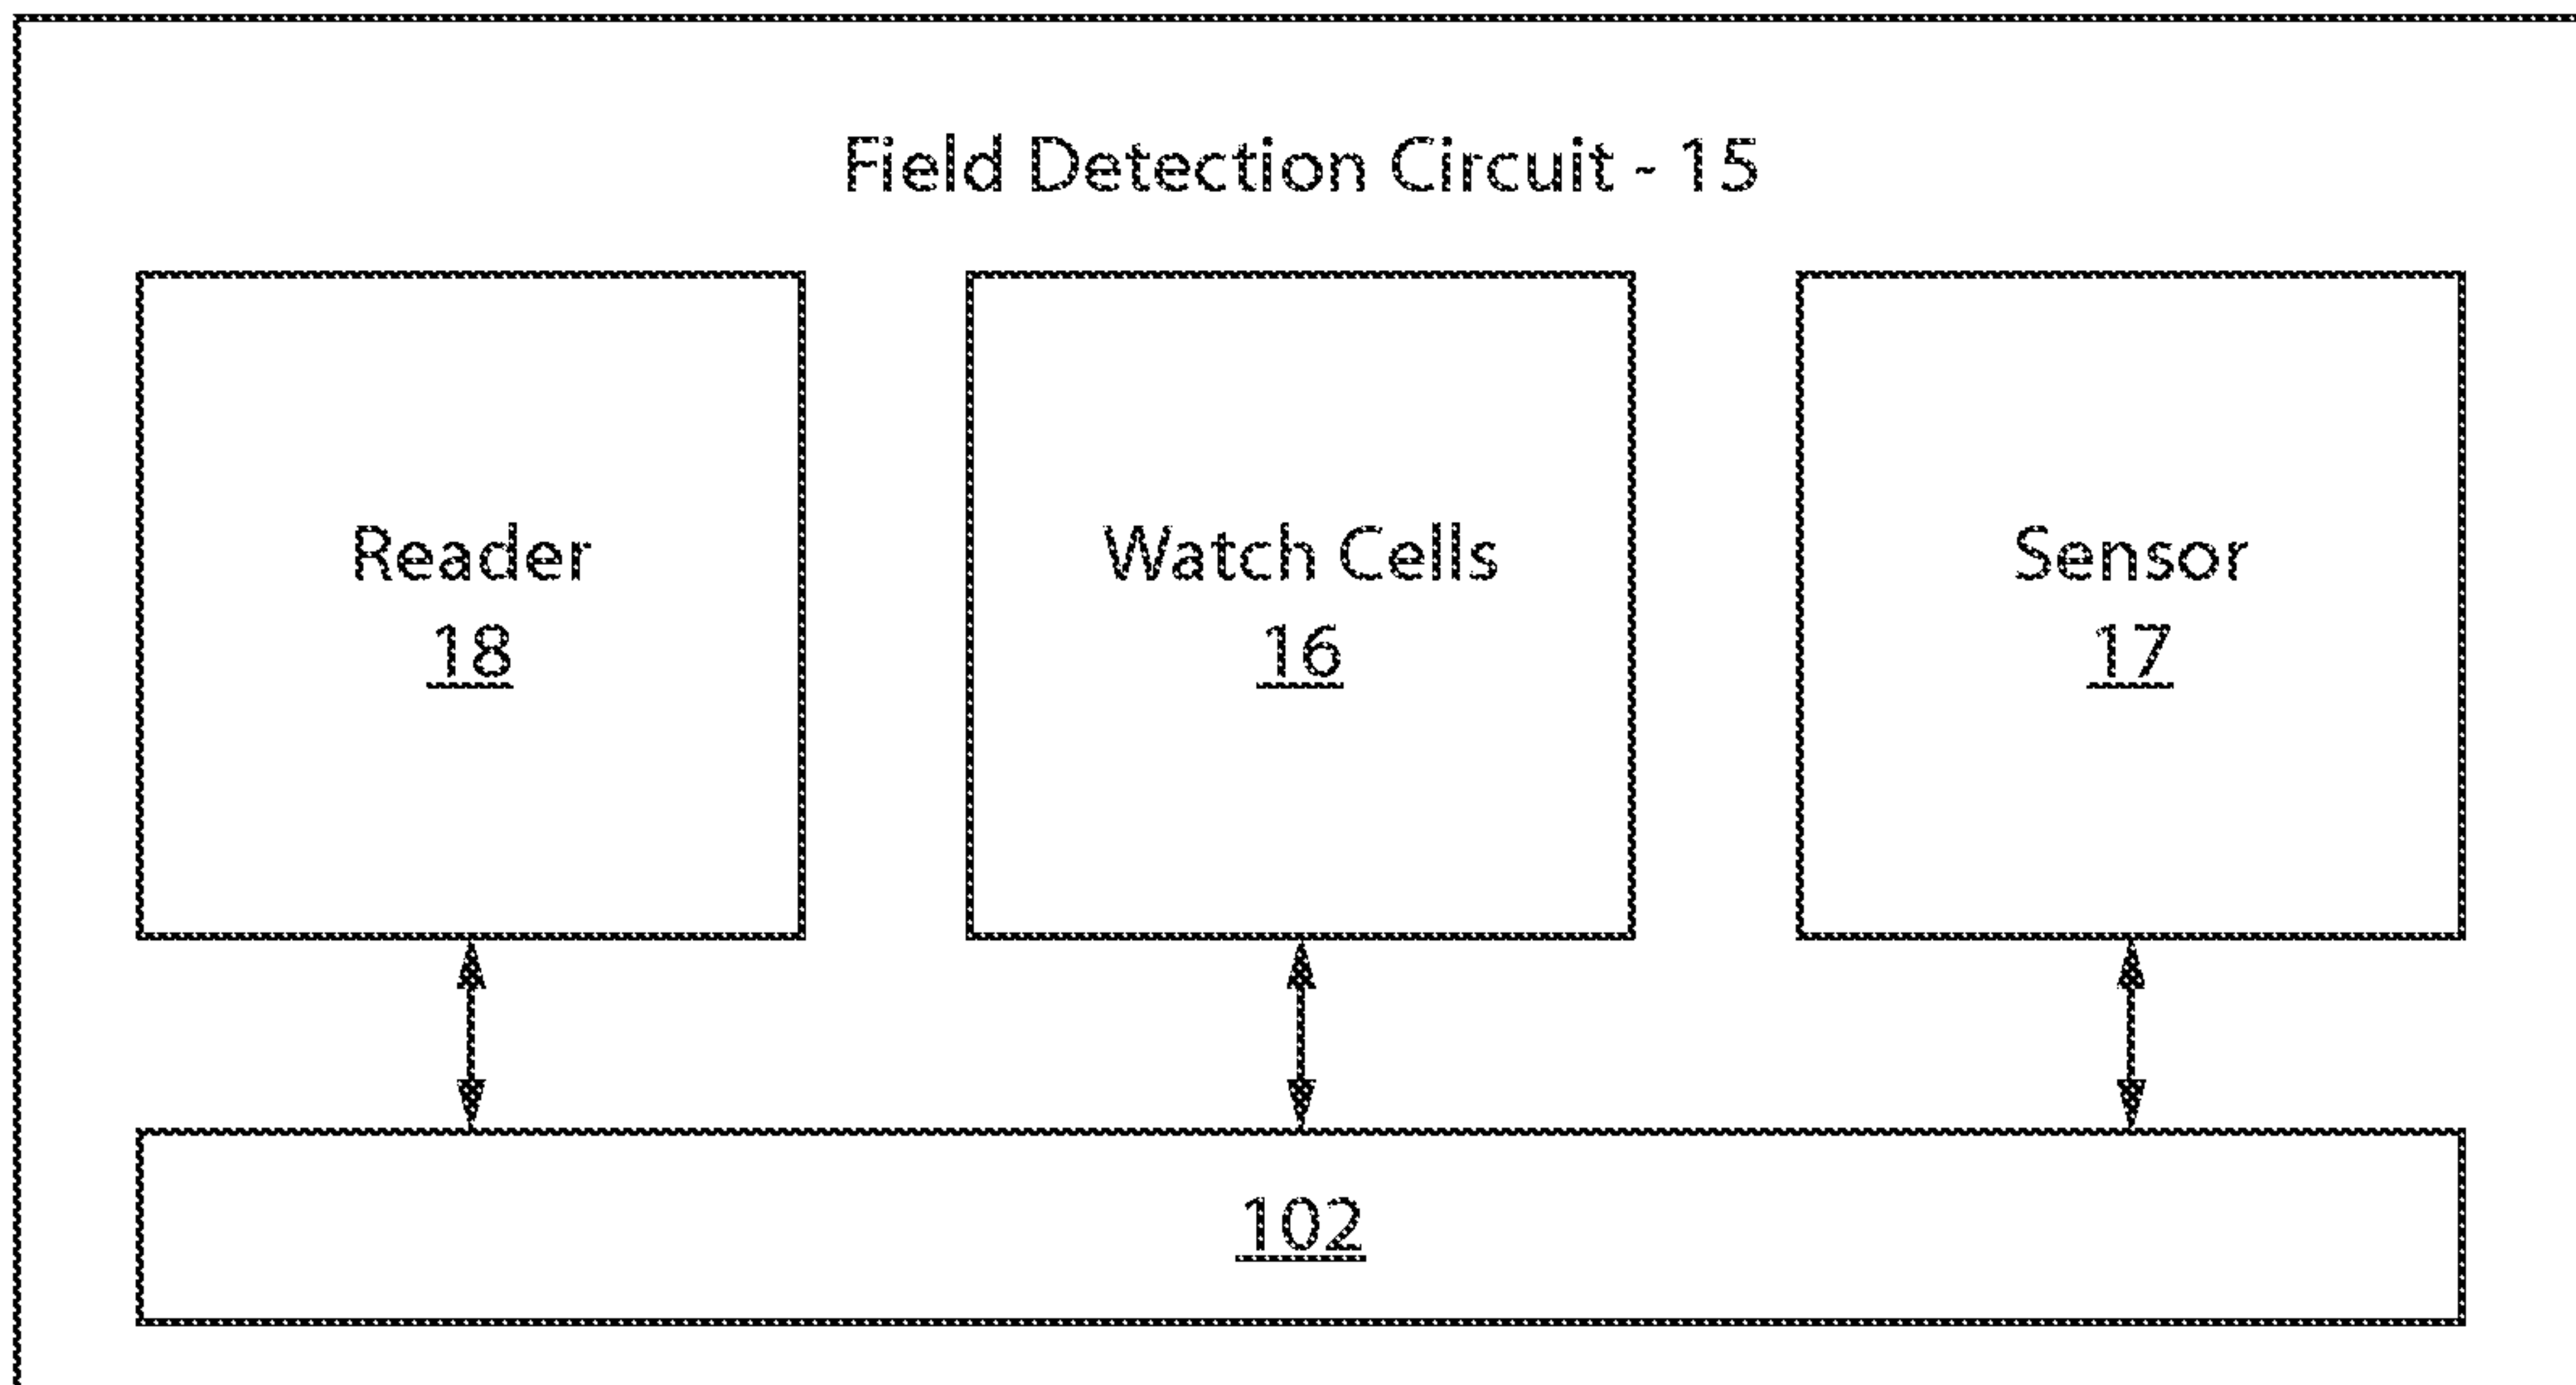 Field Detection Circuit - 15
Reader
18
Watch Cells
16
Sensor
17
102